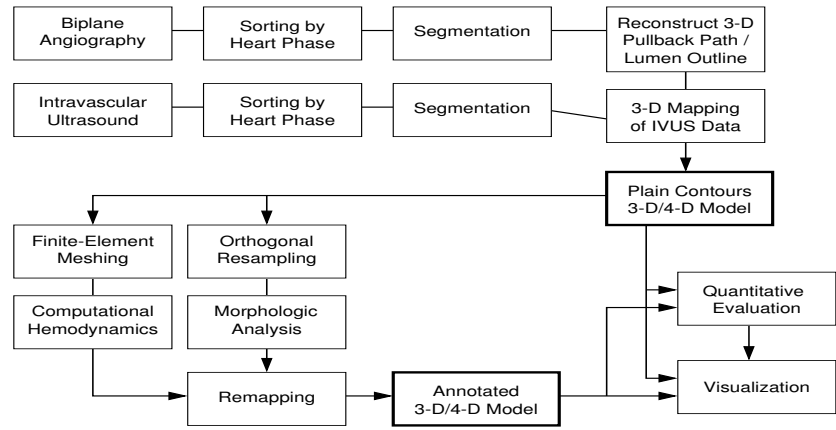 Biplane
Angiography
Sorting by
Heart Phase
Segmentation
Reconstruct 3-D
Pullback Path /
Lumen Outline
Intravascular
Ultrasound
Sorting by
Heart Phase
Segmentation
3-D Mapping
of IVUS Data
Plain Contours
3-D/4-D Model
Finite-Element
Meshing
Orthogonal
Resampling
Computational
Hemodynamics
Morphologic
Analysis
Quantitative
Evaluation
Remapping
Annotated
3-D/4-D Model
Visualization